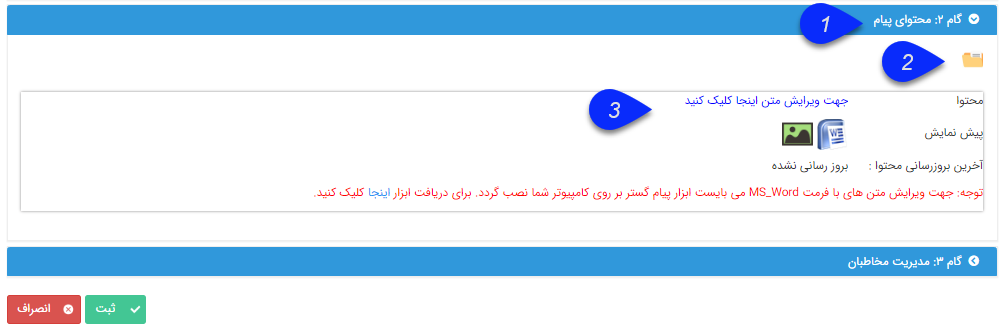 گام ۲: محتوای پیام
1
2
محتوا
جهت ویرایش متن اینجا کلیک کنید
3
پیش نمایش
W
آخرین بروزرسانی محتوا :
بروز رسانی نشده
توجه: جهت ویرایش متن های با فرمت MS_Word می بایست ابزار پیام گستر بر روی کامپیوتر شما نصب گردد. برای دریافت ابزار اینجا کلیک کنید.
گام ۳: مدیریت مخاطبان
ثبت
انصراف